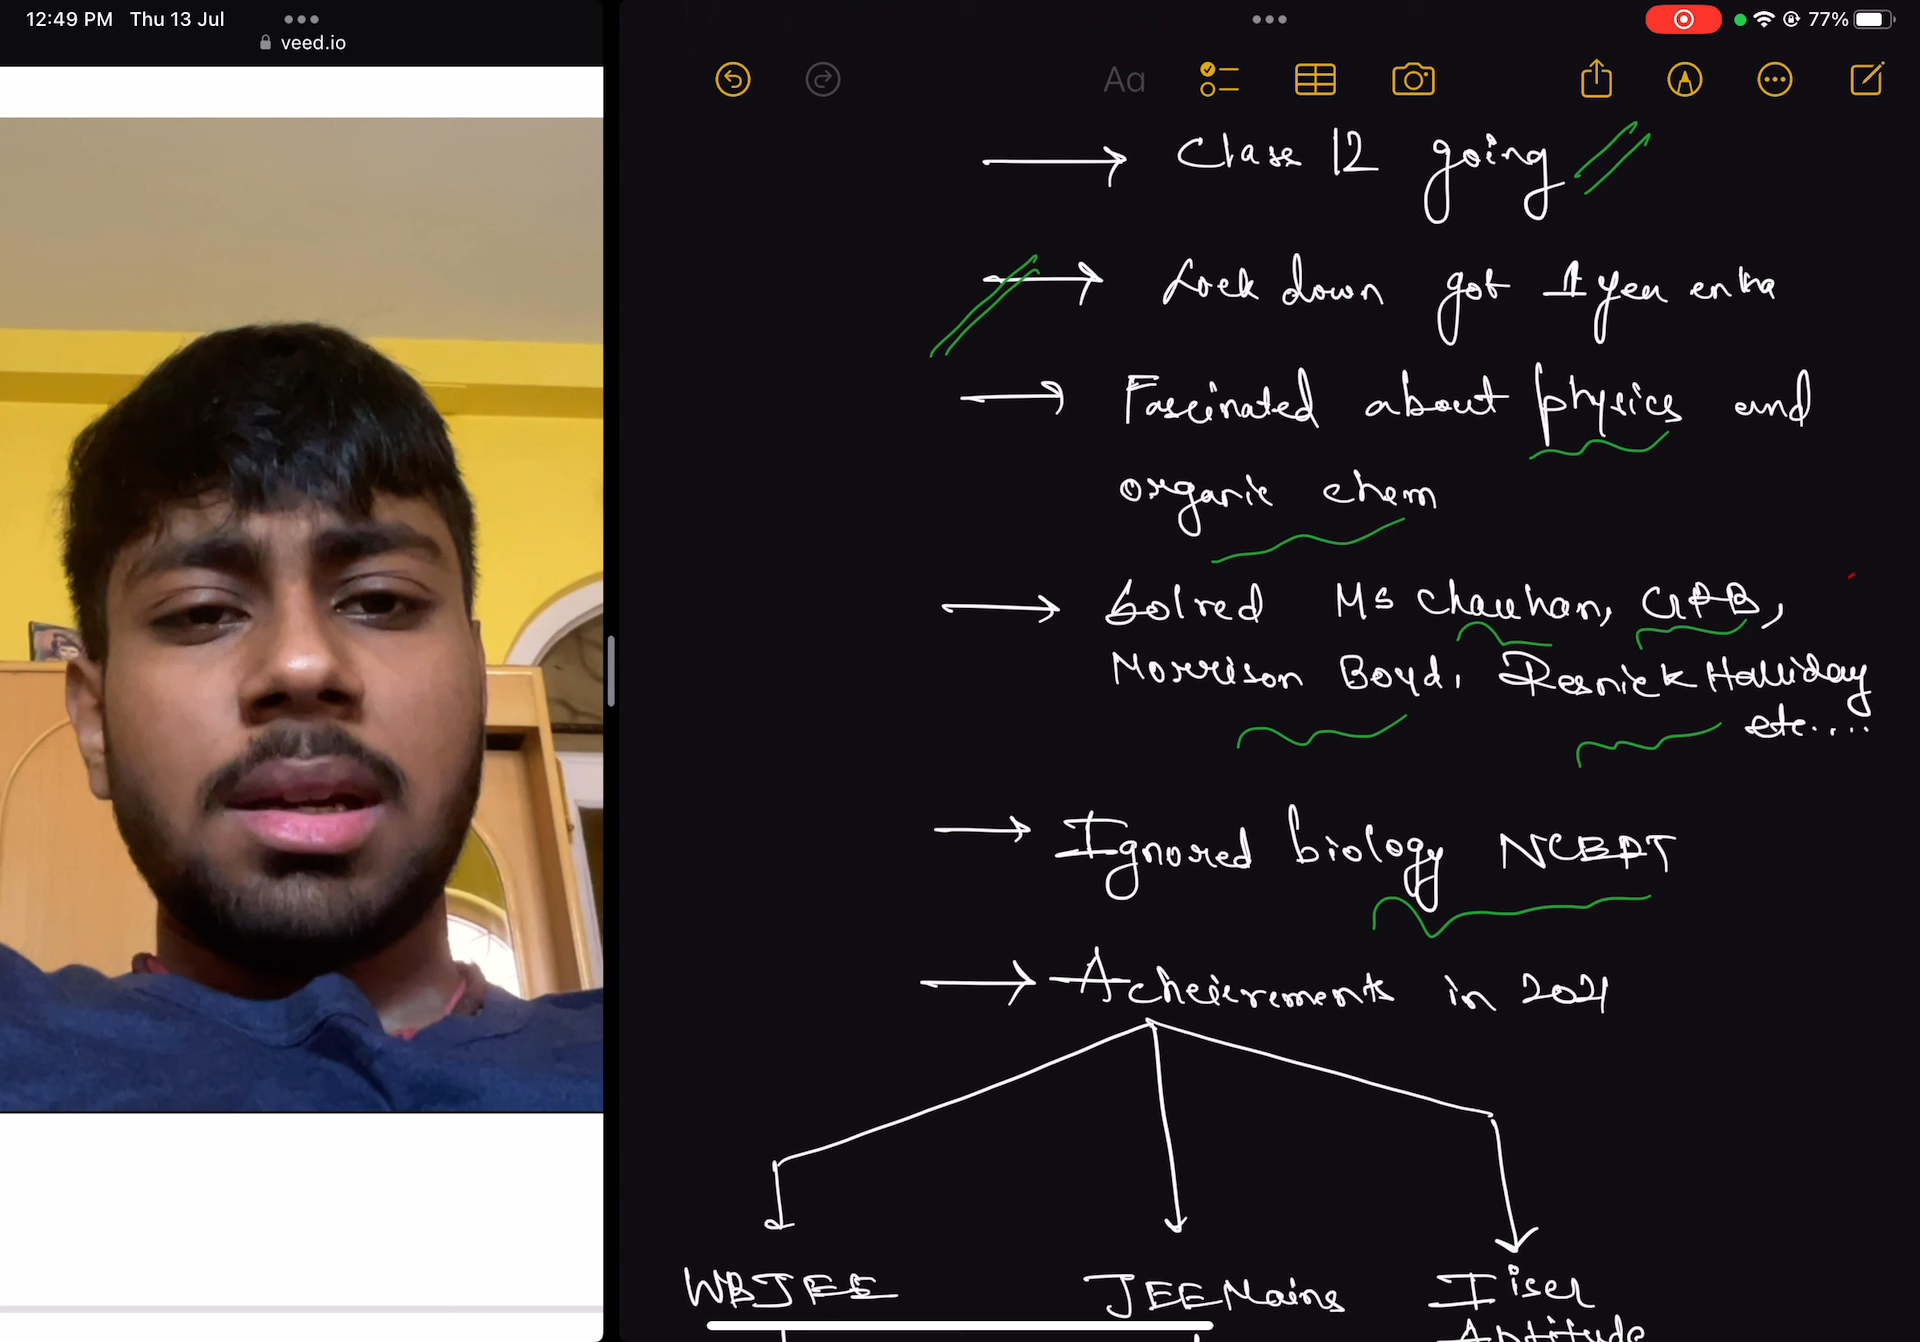 12:49 PM Thu 13 Jul
veed.io
77%
Aa
Class 12 going
Lock down got 1 year extra
Fascinated about physics and
organic chem
Solved Ms Chauhan, GRB,
Morrison Boyd, Resnick Halliday
etc....
Ignored biology NCERT
Acheievements in 2021
WBJEE
JEE Mains
Iiser
Aptitude